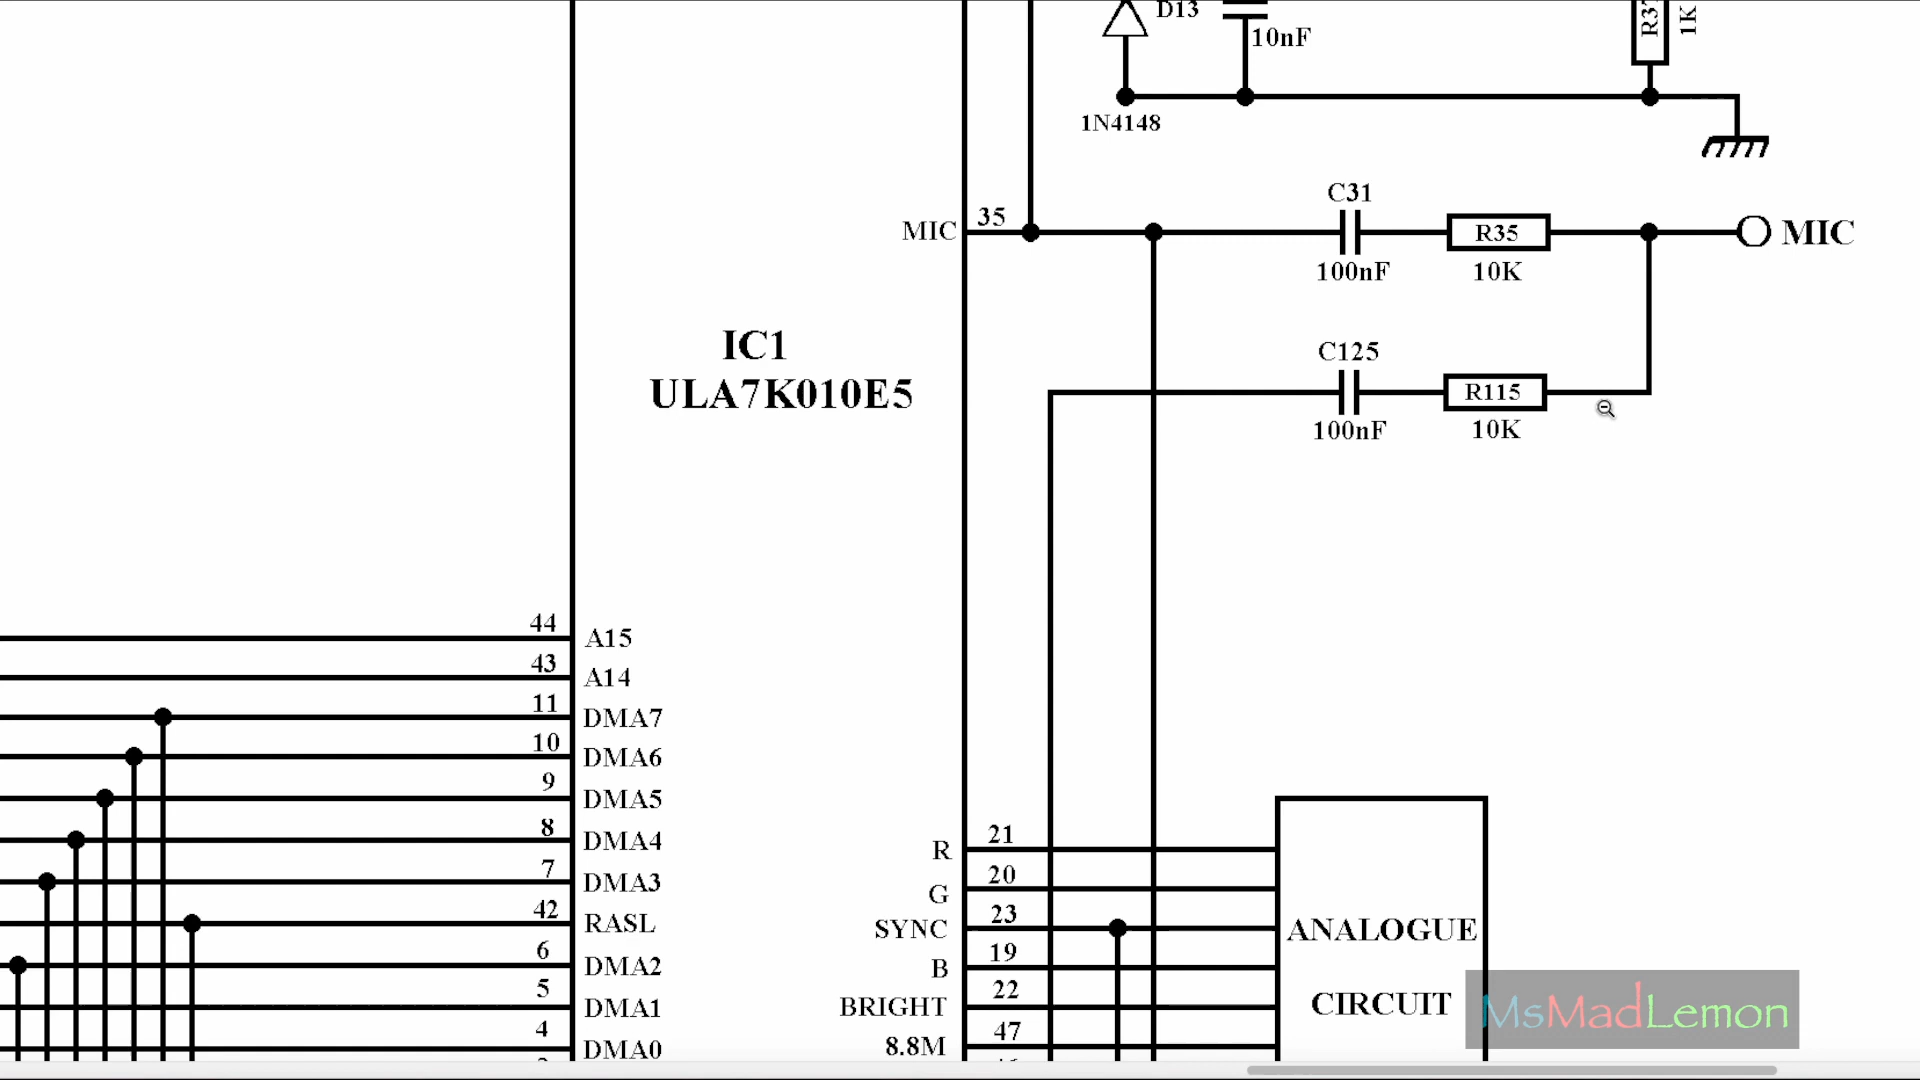 D13
10nF
R37
1K
1N4148
MIC
35
C31
100nF
R35
10K
MIC
IC1
ULA7K010E5
C125
100nF
R115
10K
44
A15
43
A14
11
DMA7
10
DMA6
9
DMA5
8
DMA4
7
DMA3
42
RASL
6
DMA2
5
DMA1
4
DMA0
R
21
G
20
SYNC
23
B
19
BRIGHT
22
8.8M
47
ANALOGUE
CIRCUIT
MsMadLemon